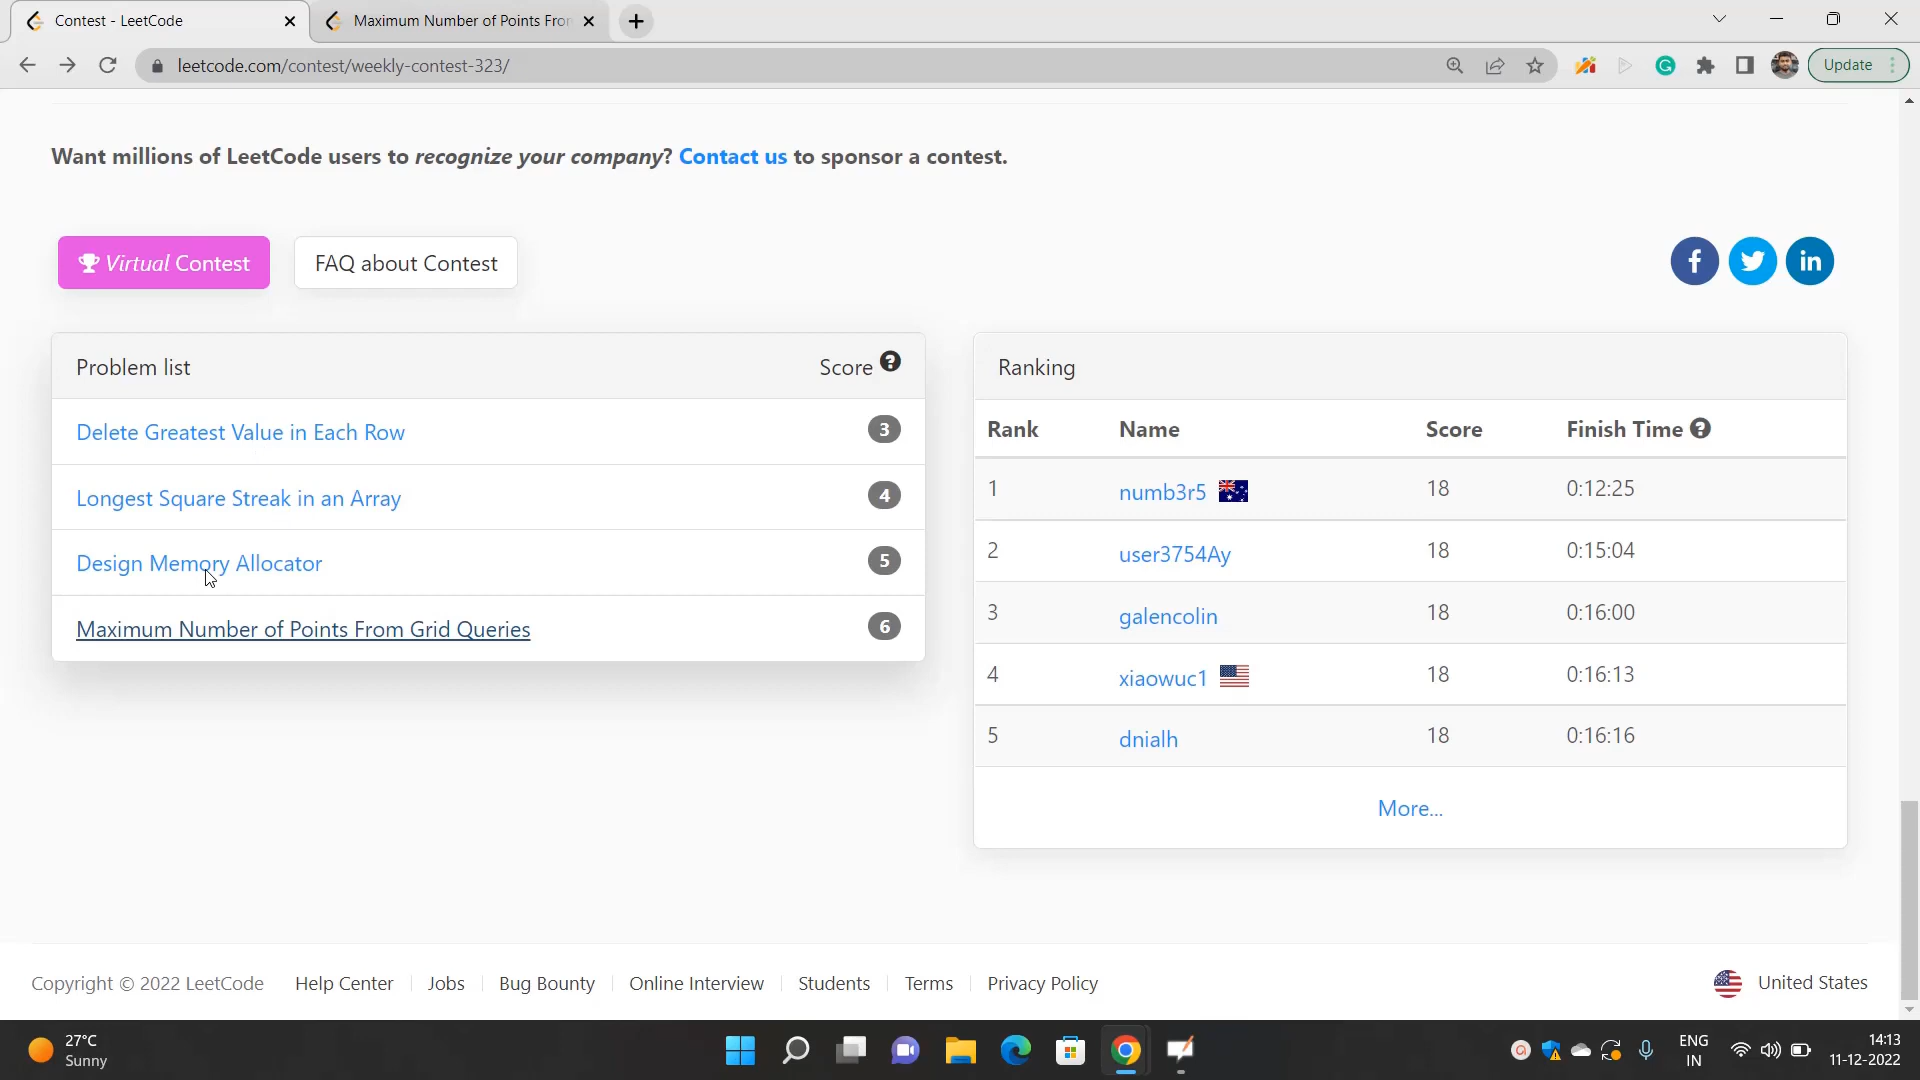 Contest - LeetCode
Maximum Number of Points Fro
leetcode.com/contest/weekly-contest-323/
Update
Want millions of LeetCode users to recognize your company? Contact us to sponsor a contest.
Virtual Contest
FAQ about Contest
Problem list Score
Delete Greatest Value in Each Row 3
Longest Square Streak in an Array 4
Design Memory Allocator 5
Maximum Number of Points From Grid Queries 6
Ranking
Rank Name Score Finish Time
1 numb3r5 18 0:12:25
2 user3754Ay 18 0:15:04
3 galencolin 18 0:16:00
4 xiaowuc1 18 0:16:13
5 dnialh 18 0:16:16
More...
Copyright © 2022 LeetCode Help Center Jobs Bug Bounty Online Interview Students Terms Privacy Policy United States
27°C
Sunny
ENG
IN
14:13
11-12-2022